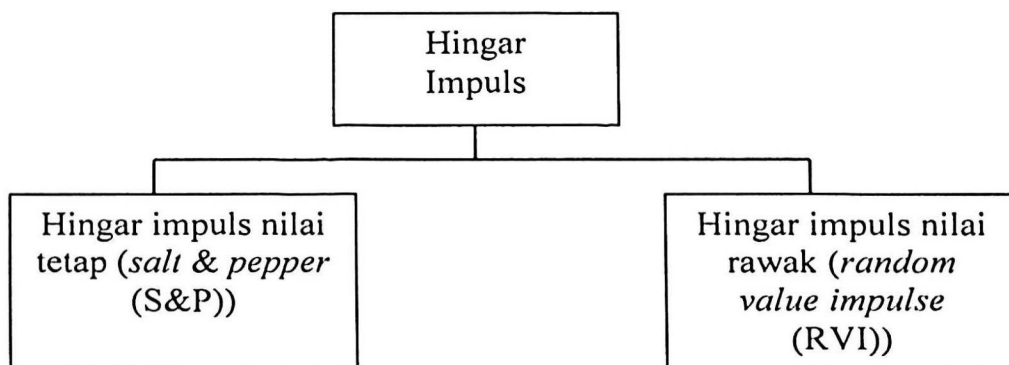 Hingar
Impuls
Hingar impuls nilai
tetap (salt & pepper
(S&P))
Hingar impuls nilai
rawak (random
value impulse
(RVI))